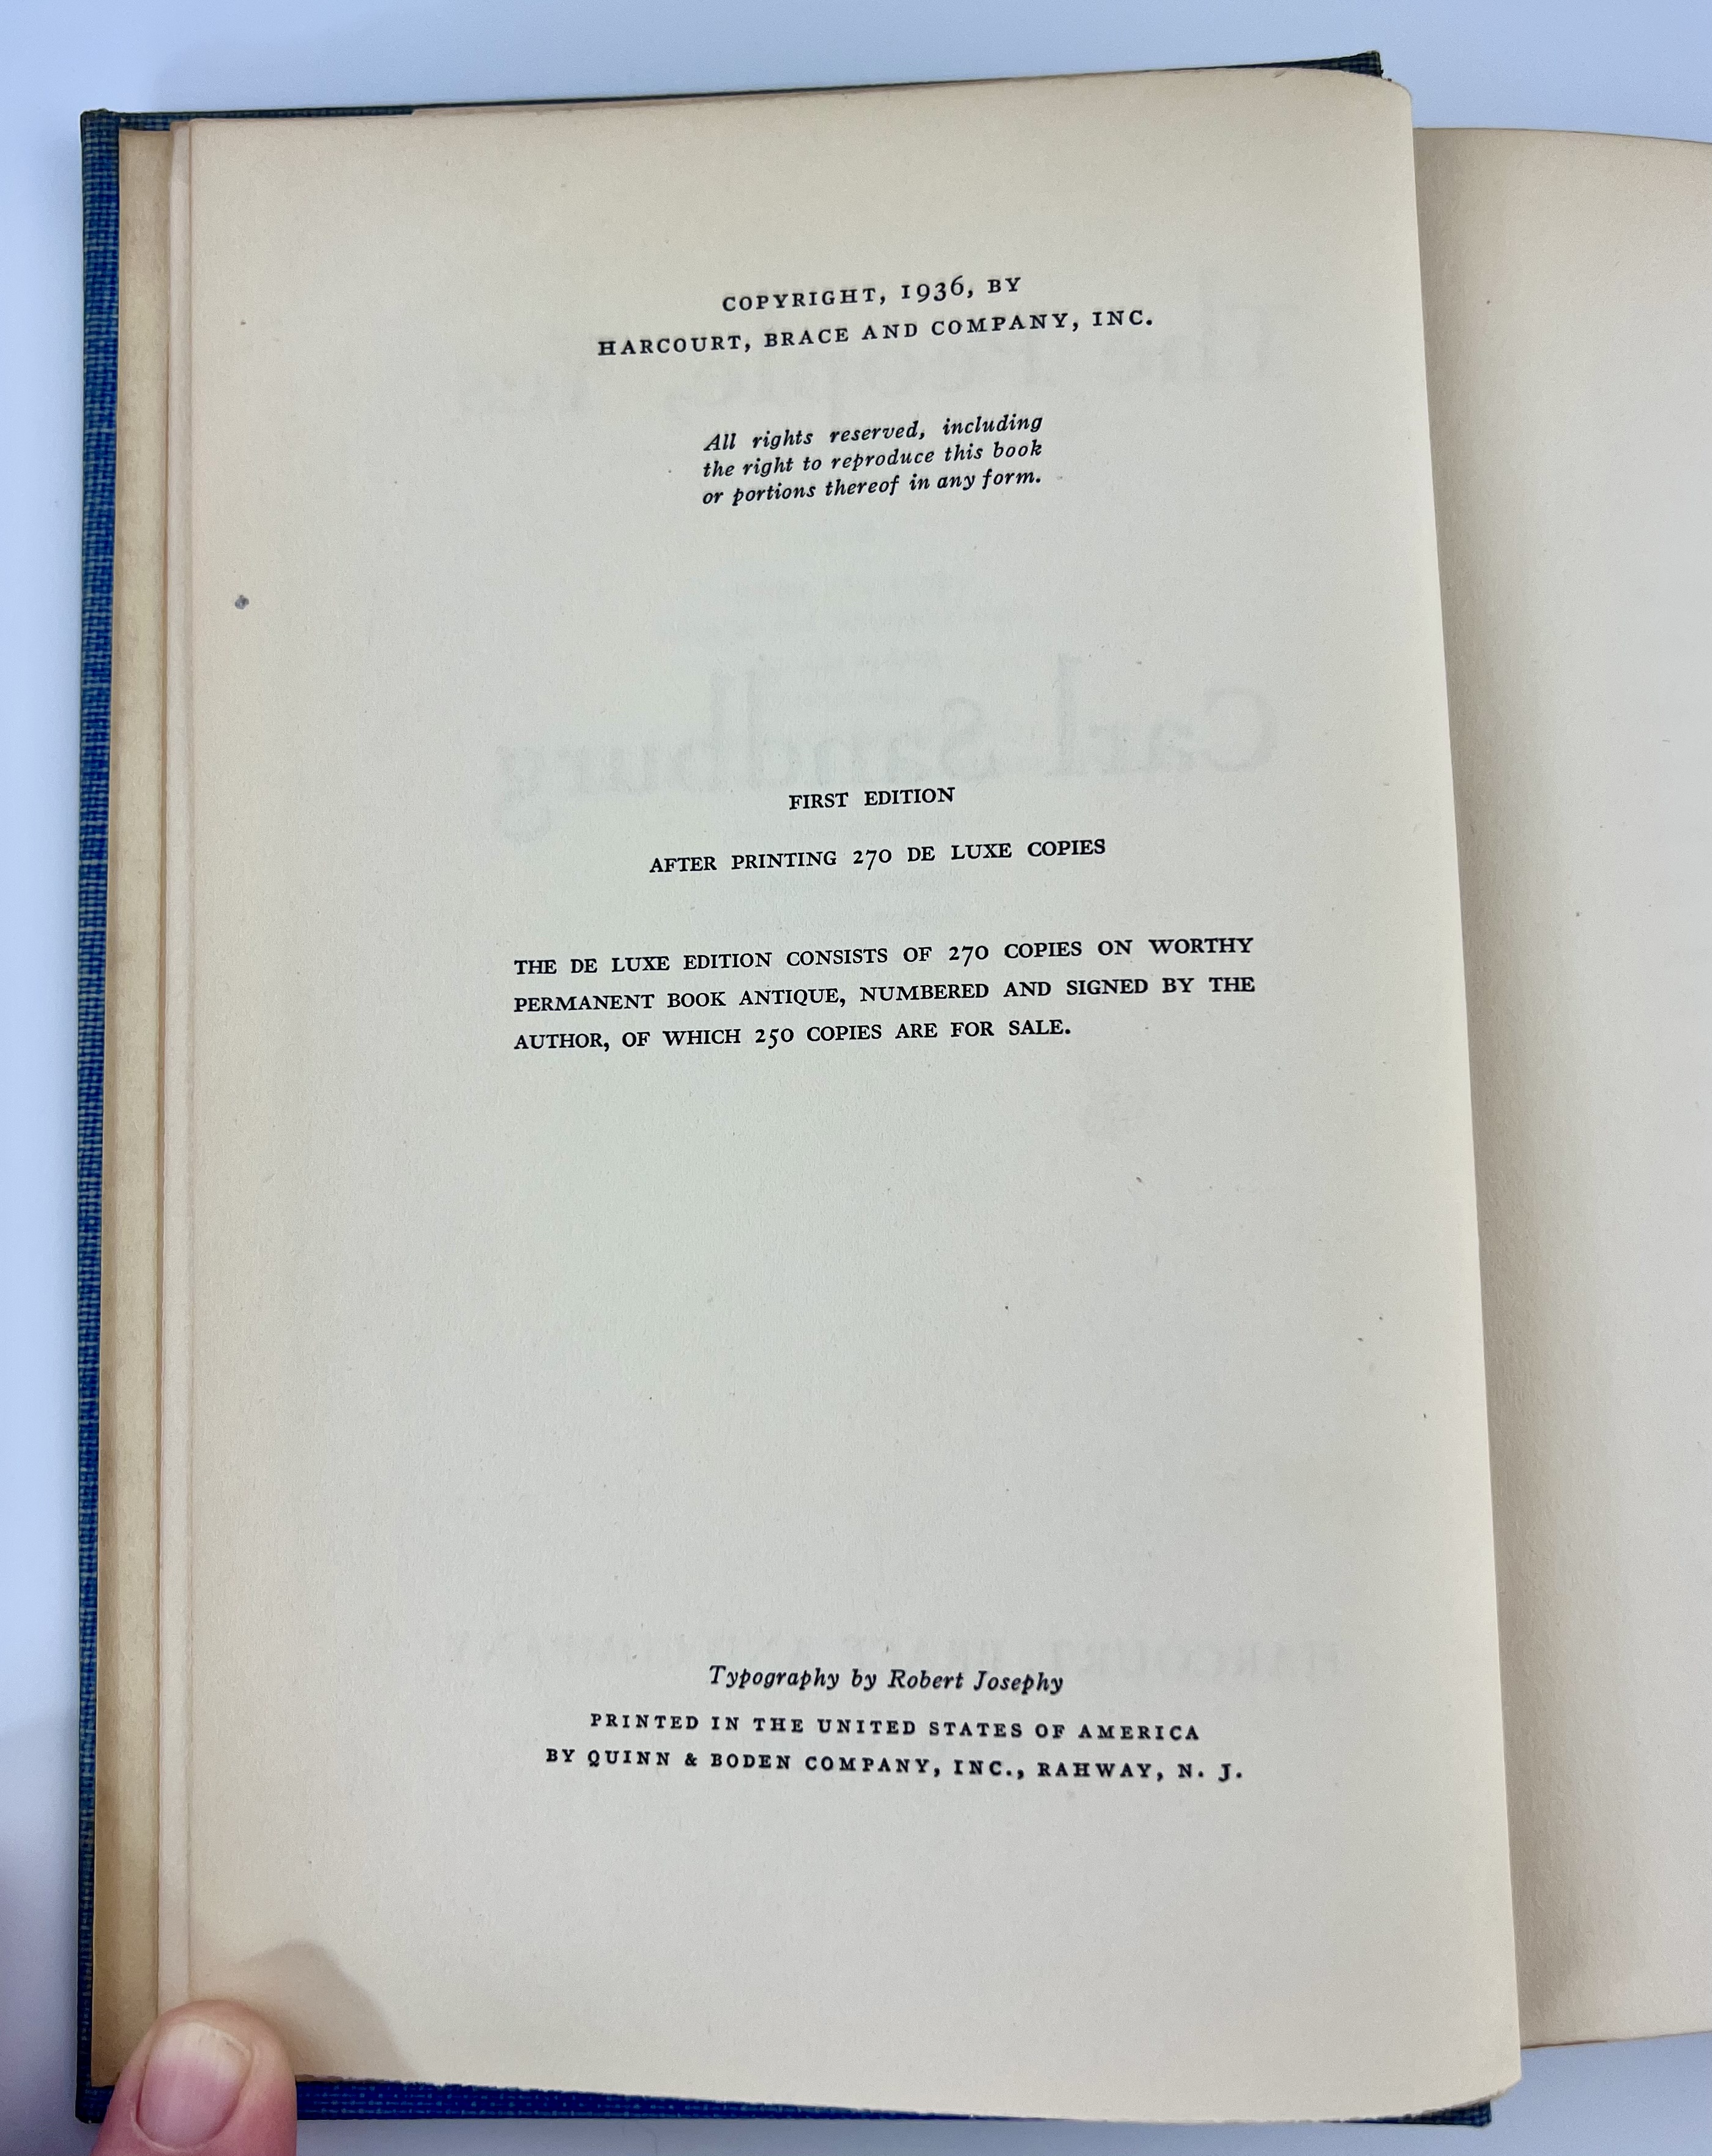 COPYRIGHT, 1936, BY
HARCOURT, BRACE AND COMPANY, INC.
All rights reserved, including
the right to reproduce this book
or portions thereof in any form.
FIRST EDITION
AFTER PRINTING 270 DE LUXE COPIES
THE DE LUXE EDITION CONSISTS OF 270 COPIES ON WORTHY
PERMANENT BOOK ANTIQUE, NUMBERED AND SIGNED BY THE
AUTHOR, OF WHICH 250 COPIES ARE FOR SALE.
Typography by Robert Josephy
PRINTED IN THE UNITED STATES OF AMERICA
BY QUINN & BODEN COMPANY, INC., RAHWAY, N. J.